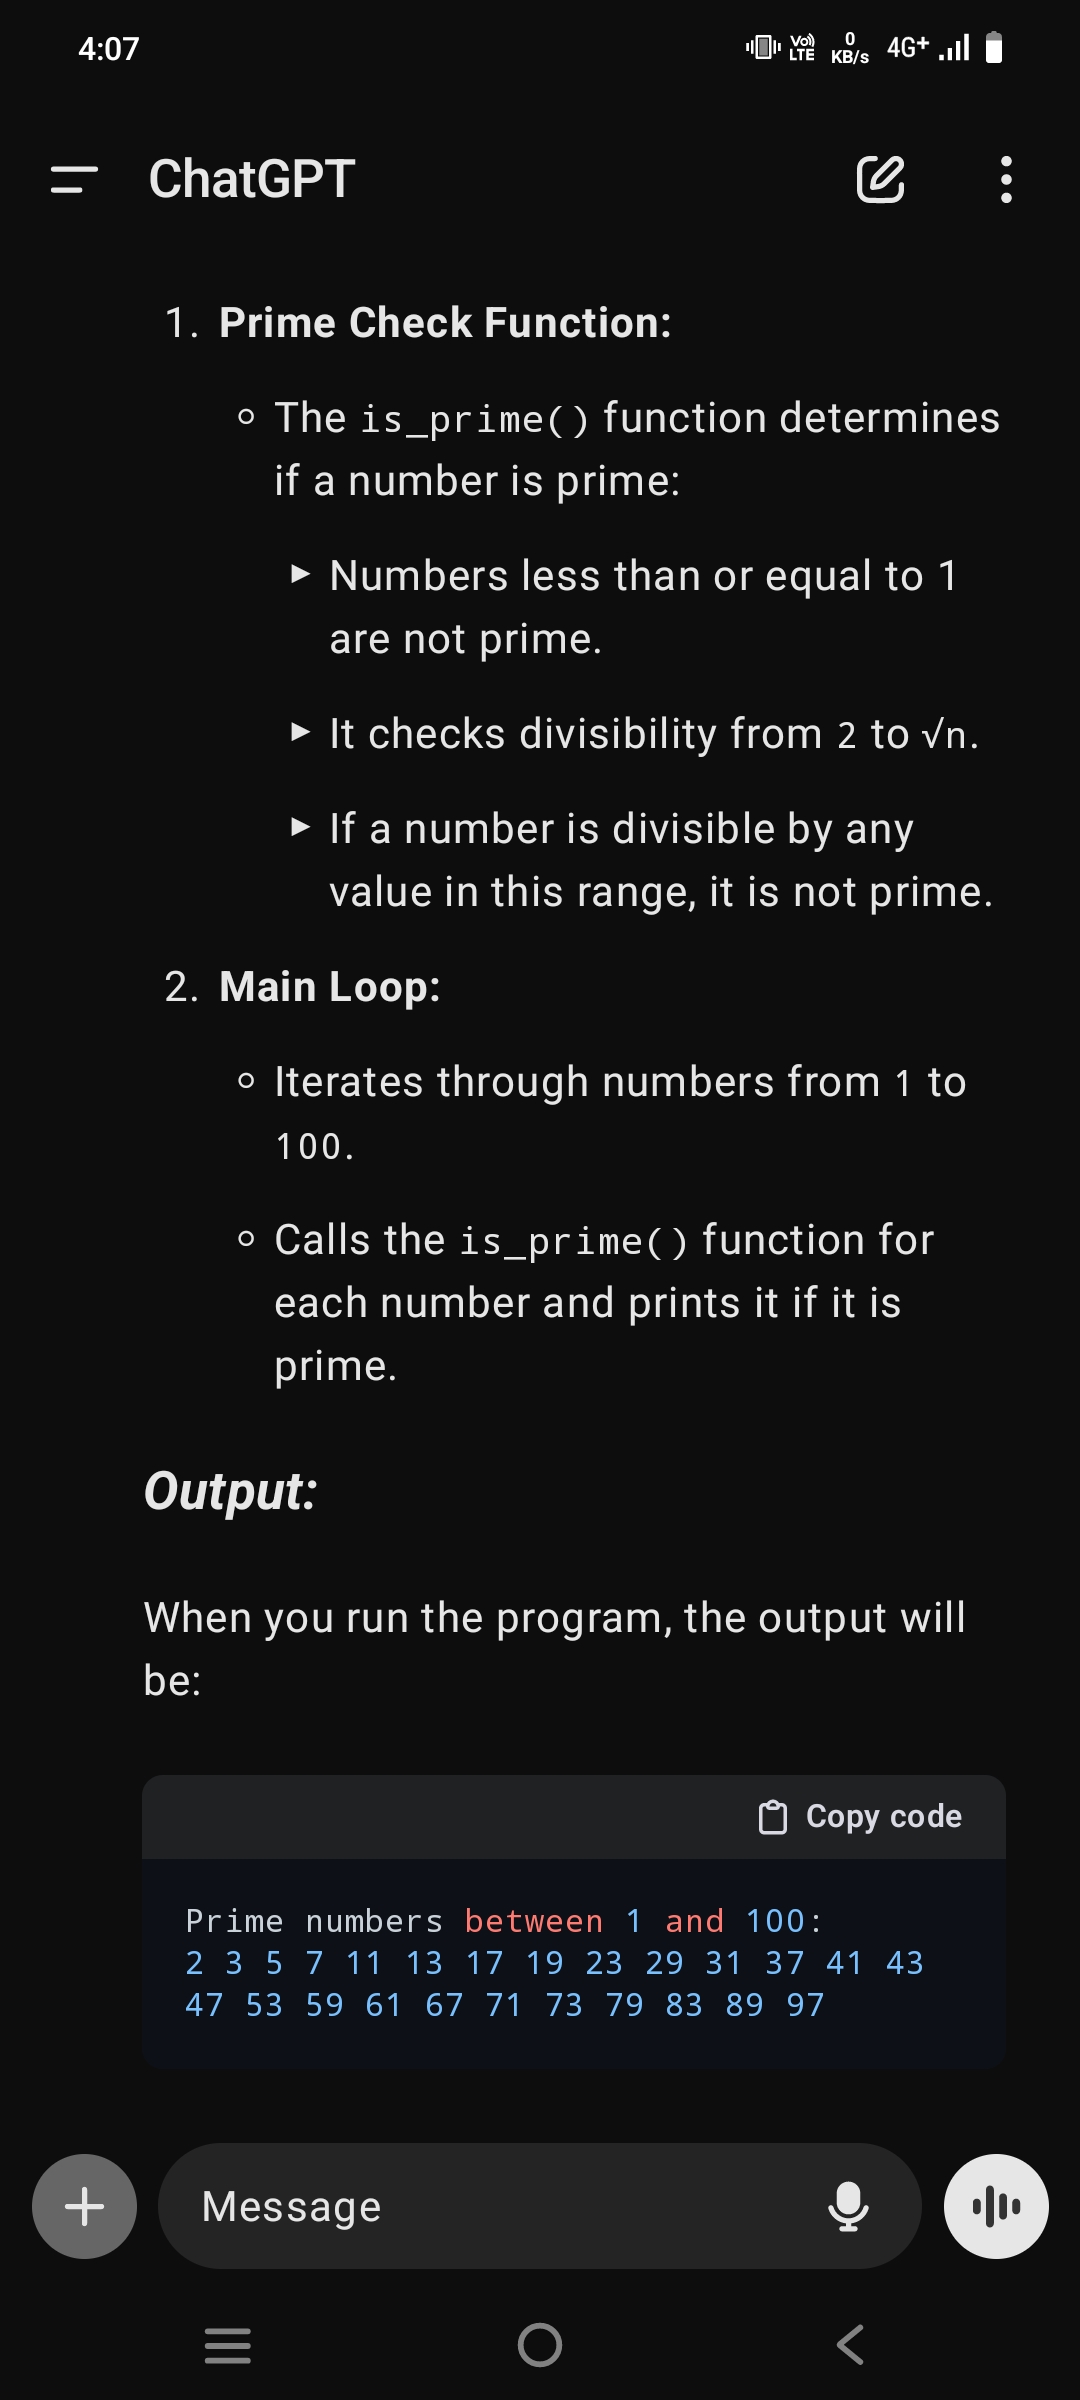 4:07
Vo)) LTE
0 KB/s
4G+
ChatGPT
1. Prime Check Function:
The is_prime() function determines
if a number is prime:
Numbers less than or equal to 1
are not prime.
It checks divisibility from 2 to √n.
If a number is divisible by any
value in this range, it is not prime.
2. Main Loop:
Iterates through numbers from 1 to
100.
Calls the is_prime() function for
each number and prints it if it is
prime.
Output:
When you run the program, the output will
be:
Copy code
Prime numbers between 1 and 100:
2 3 5 7 11 13 17 19 23 29 31 37 41 43
47 53 59 61 67 71 73 79 83 89 97
Message